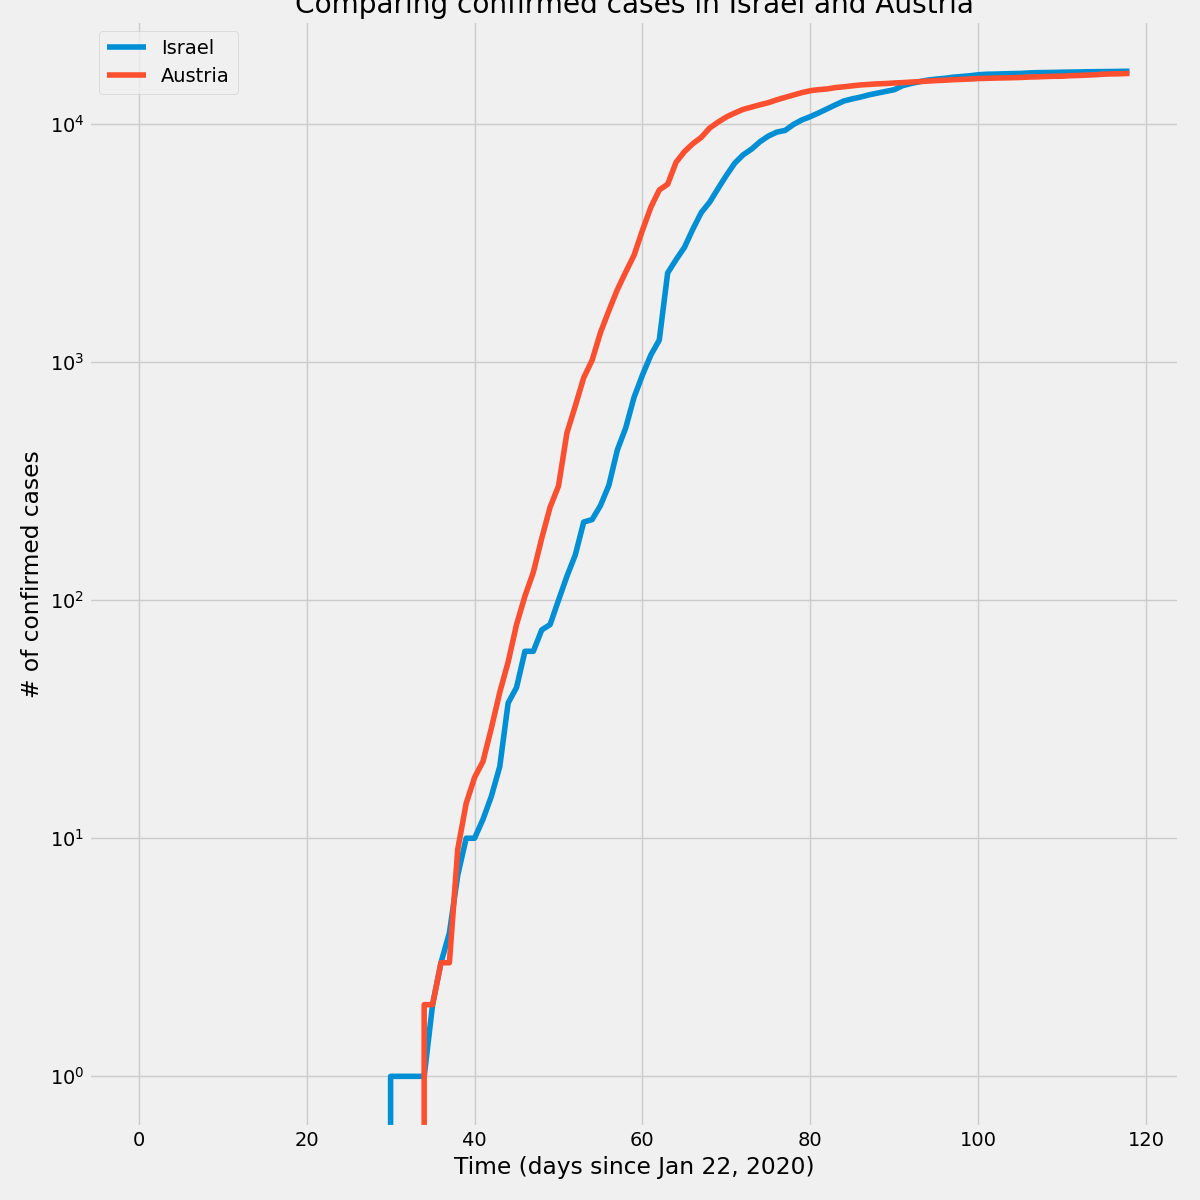 Comparing confirmed cases in Israel and Austria
Israel
Austria
# of confirmed cases
10⁴
10³
10²
10¹
10⁰
0 20 40 60 80 100 120
Time (days since Jan 22, 2020)